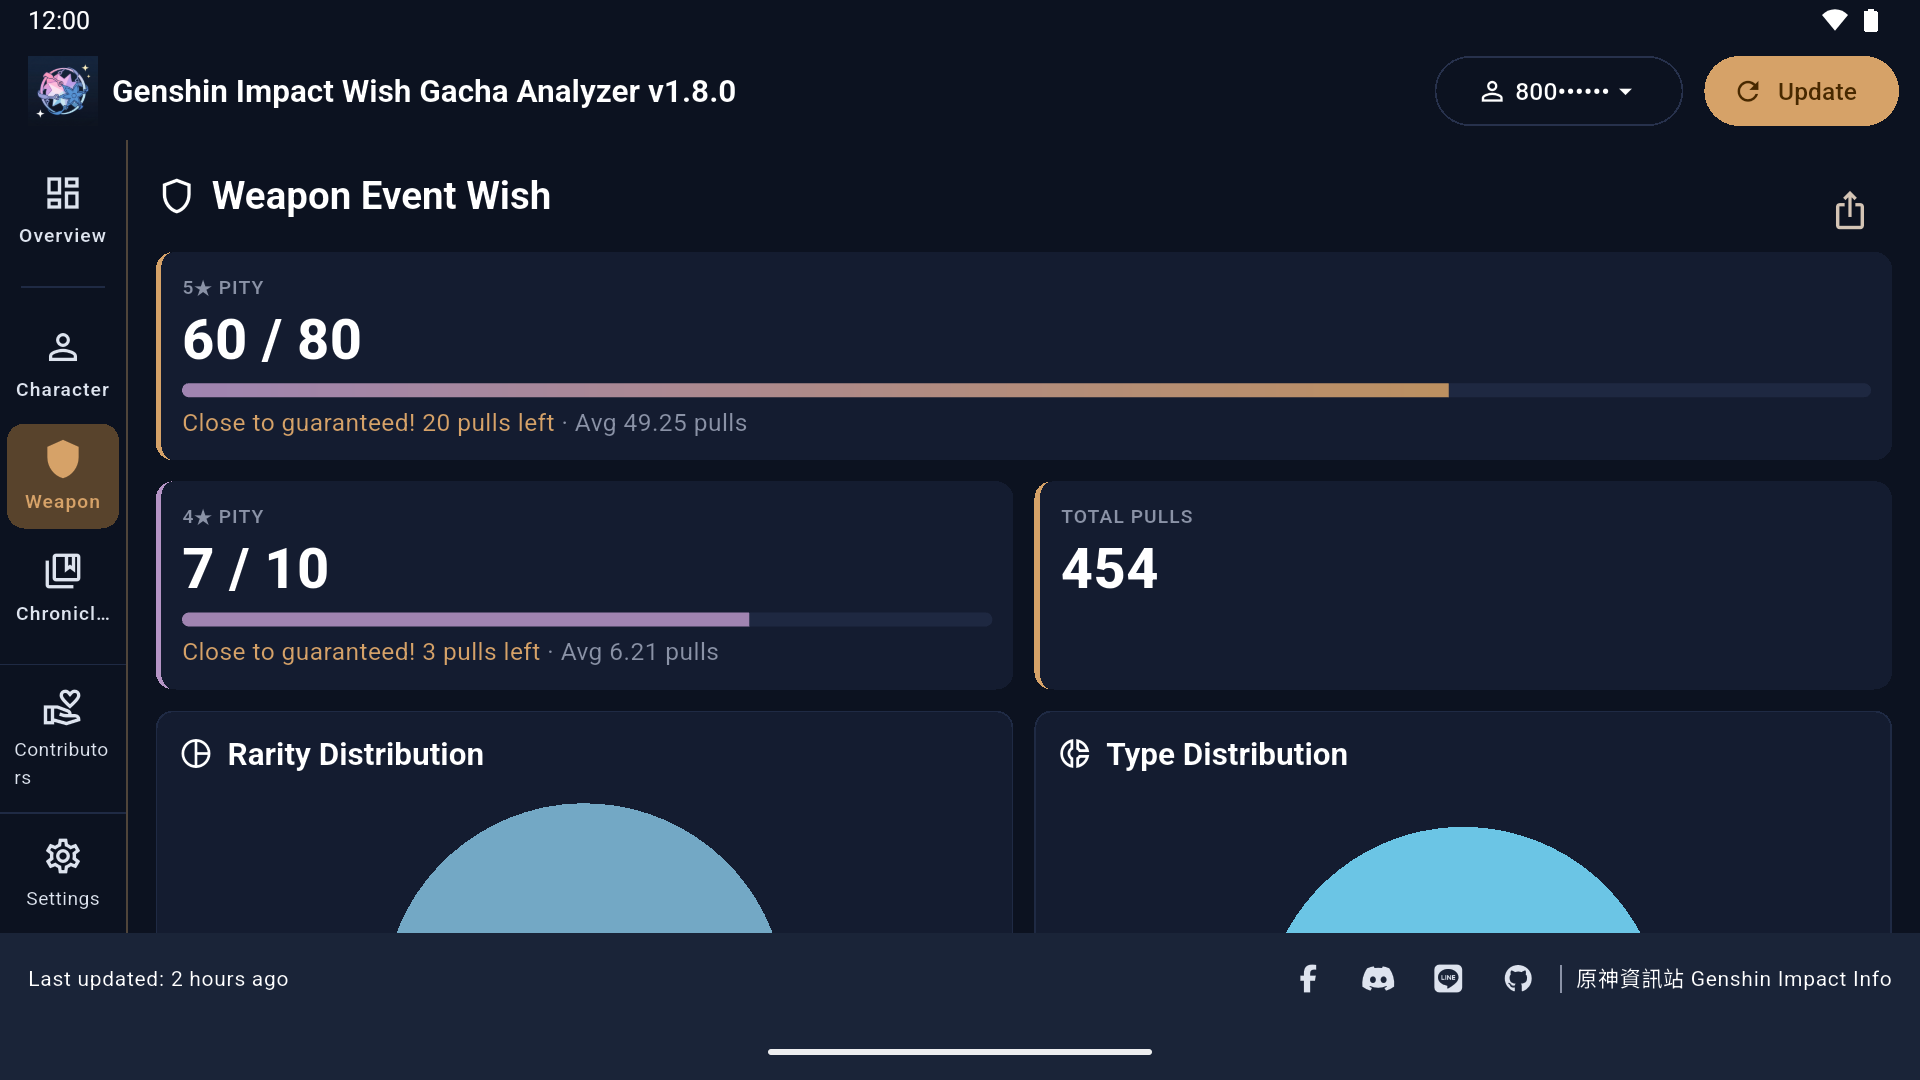 12:00
Genshin Impact Wish Gacha Analyzer v1.8.0
800••••••
Update
Overview
Character
Weapon
Chronicl...
Contributo
rs
Settings
Weapon Event Wish
5★ PITY
60 / 80
Close to guaranteed! 20 pulls left · Avg 49.25 pulls
4★ PITY
7 / 10
Close to guaranteed! 3 pulls left · Avg 6.21 pulls
TOTAL PULLS
454
Rarity Distribution
Type Distribution
Last updated: 2 hours ago
LINE
原神資訊站 Genshin Impact Info